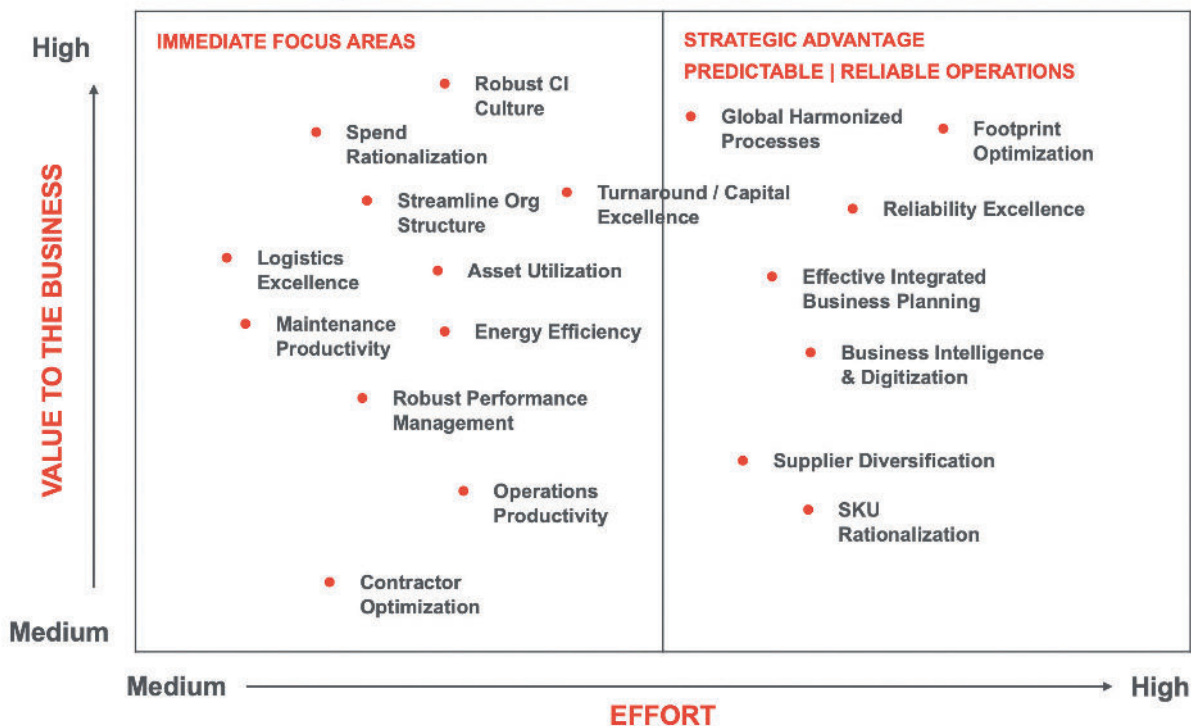 High
IMMEDIATE FOCUS AREAS
STRATEGIC ADVANTAGE
PREDICTABLE | RELIABLE OPERATIONS
Robust CI
Culture
Spend
Rationalization
Streamline Org
Structure
Turnaround / Capital
Excellence
Logistics
Excellence
Asset Utilization
Maintenance
Productivity
Energy Efficiency
Robust Performance
Management
Operations
Productivity
Contractor
Optimization
Global Harmonized
Processes
Footprint
Optimization
Reliability Excellence
Effective Integrated
Business Planning
Business Intelligence
& Digitization
Supplier Diversification
SKU
Rationalization
VALUE TO THE BUSINESS
Medium
Medium
High
EFFORT